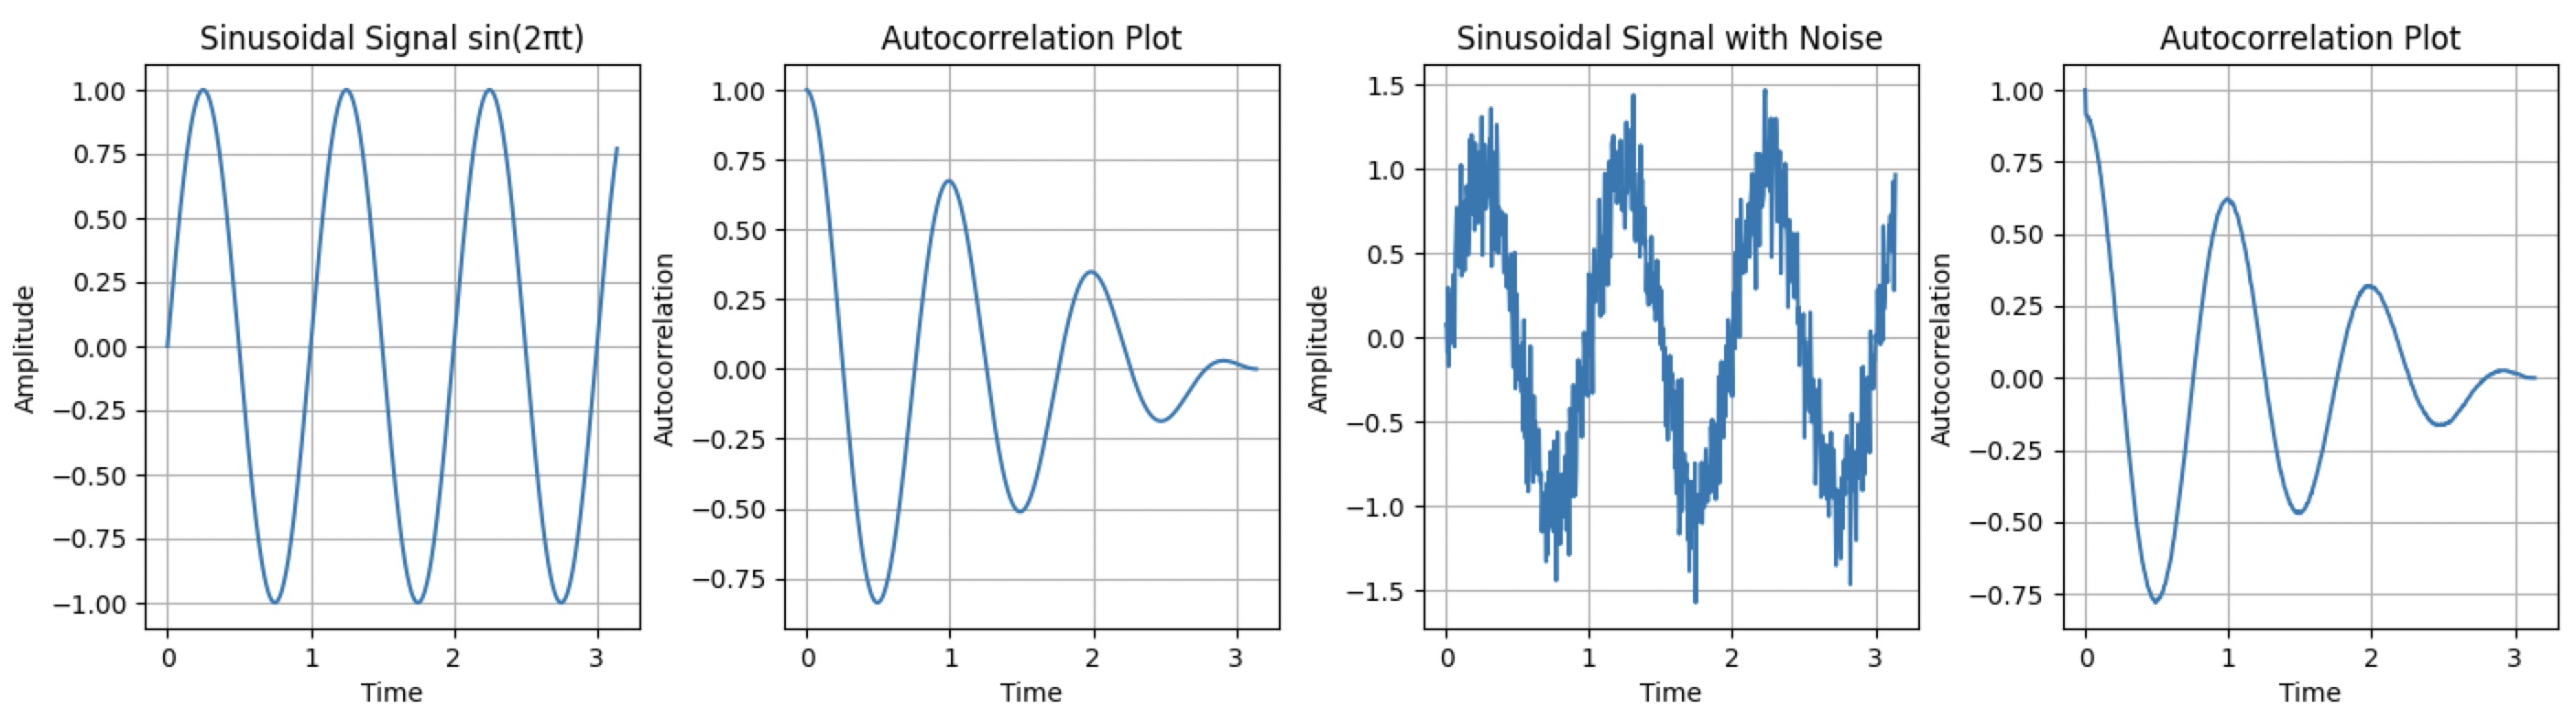 Sinusoidal Signal sin(2πt)
1.00
0.75
0.50
0.25
0.00
−0.25
−0.50
−0.75
−1.00
Amplitude
0 1 2 3
Time
Autocorrelation Plot
1.00
0.75
0.50
0.25
0.00
−0.25
−0.50
−0.75
Autocorrelation
0 1 2 3
Time
Sinusoidal Signal with Noise
1.5
1.0
0.5
0.0
−0.5
−1.0
−1.5
Amplitude
0 1 2 3
Time
Autocorrelation Plot
1.00
0.75
0.50
0.25
0.00
−0.25
−0.50
−0.75
Autocorrelation
0 1 2 3
Time